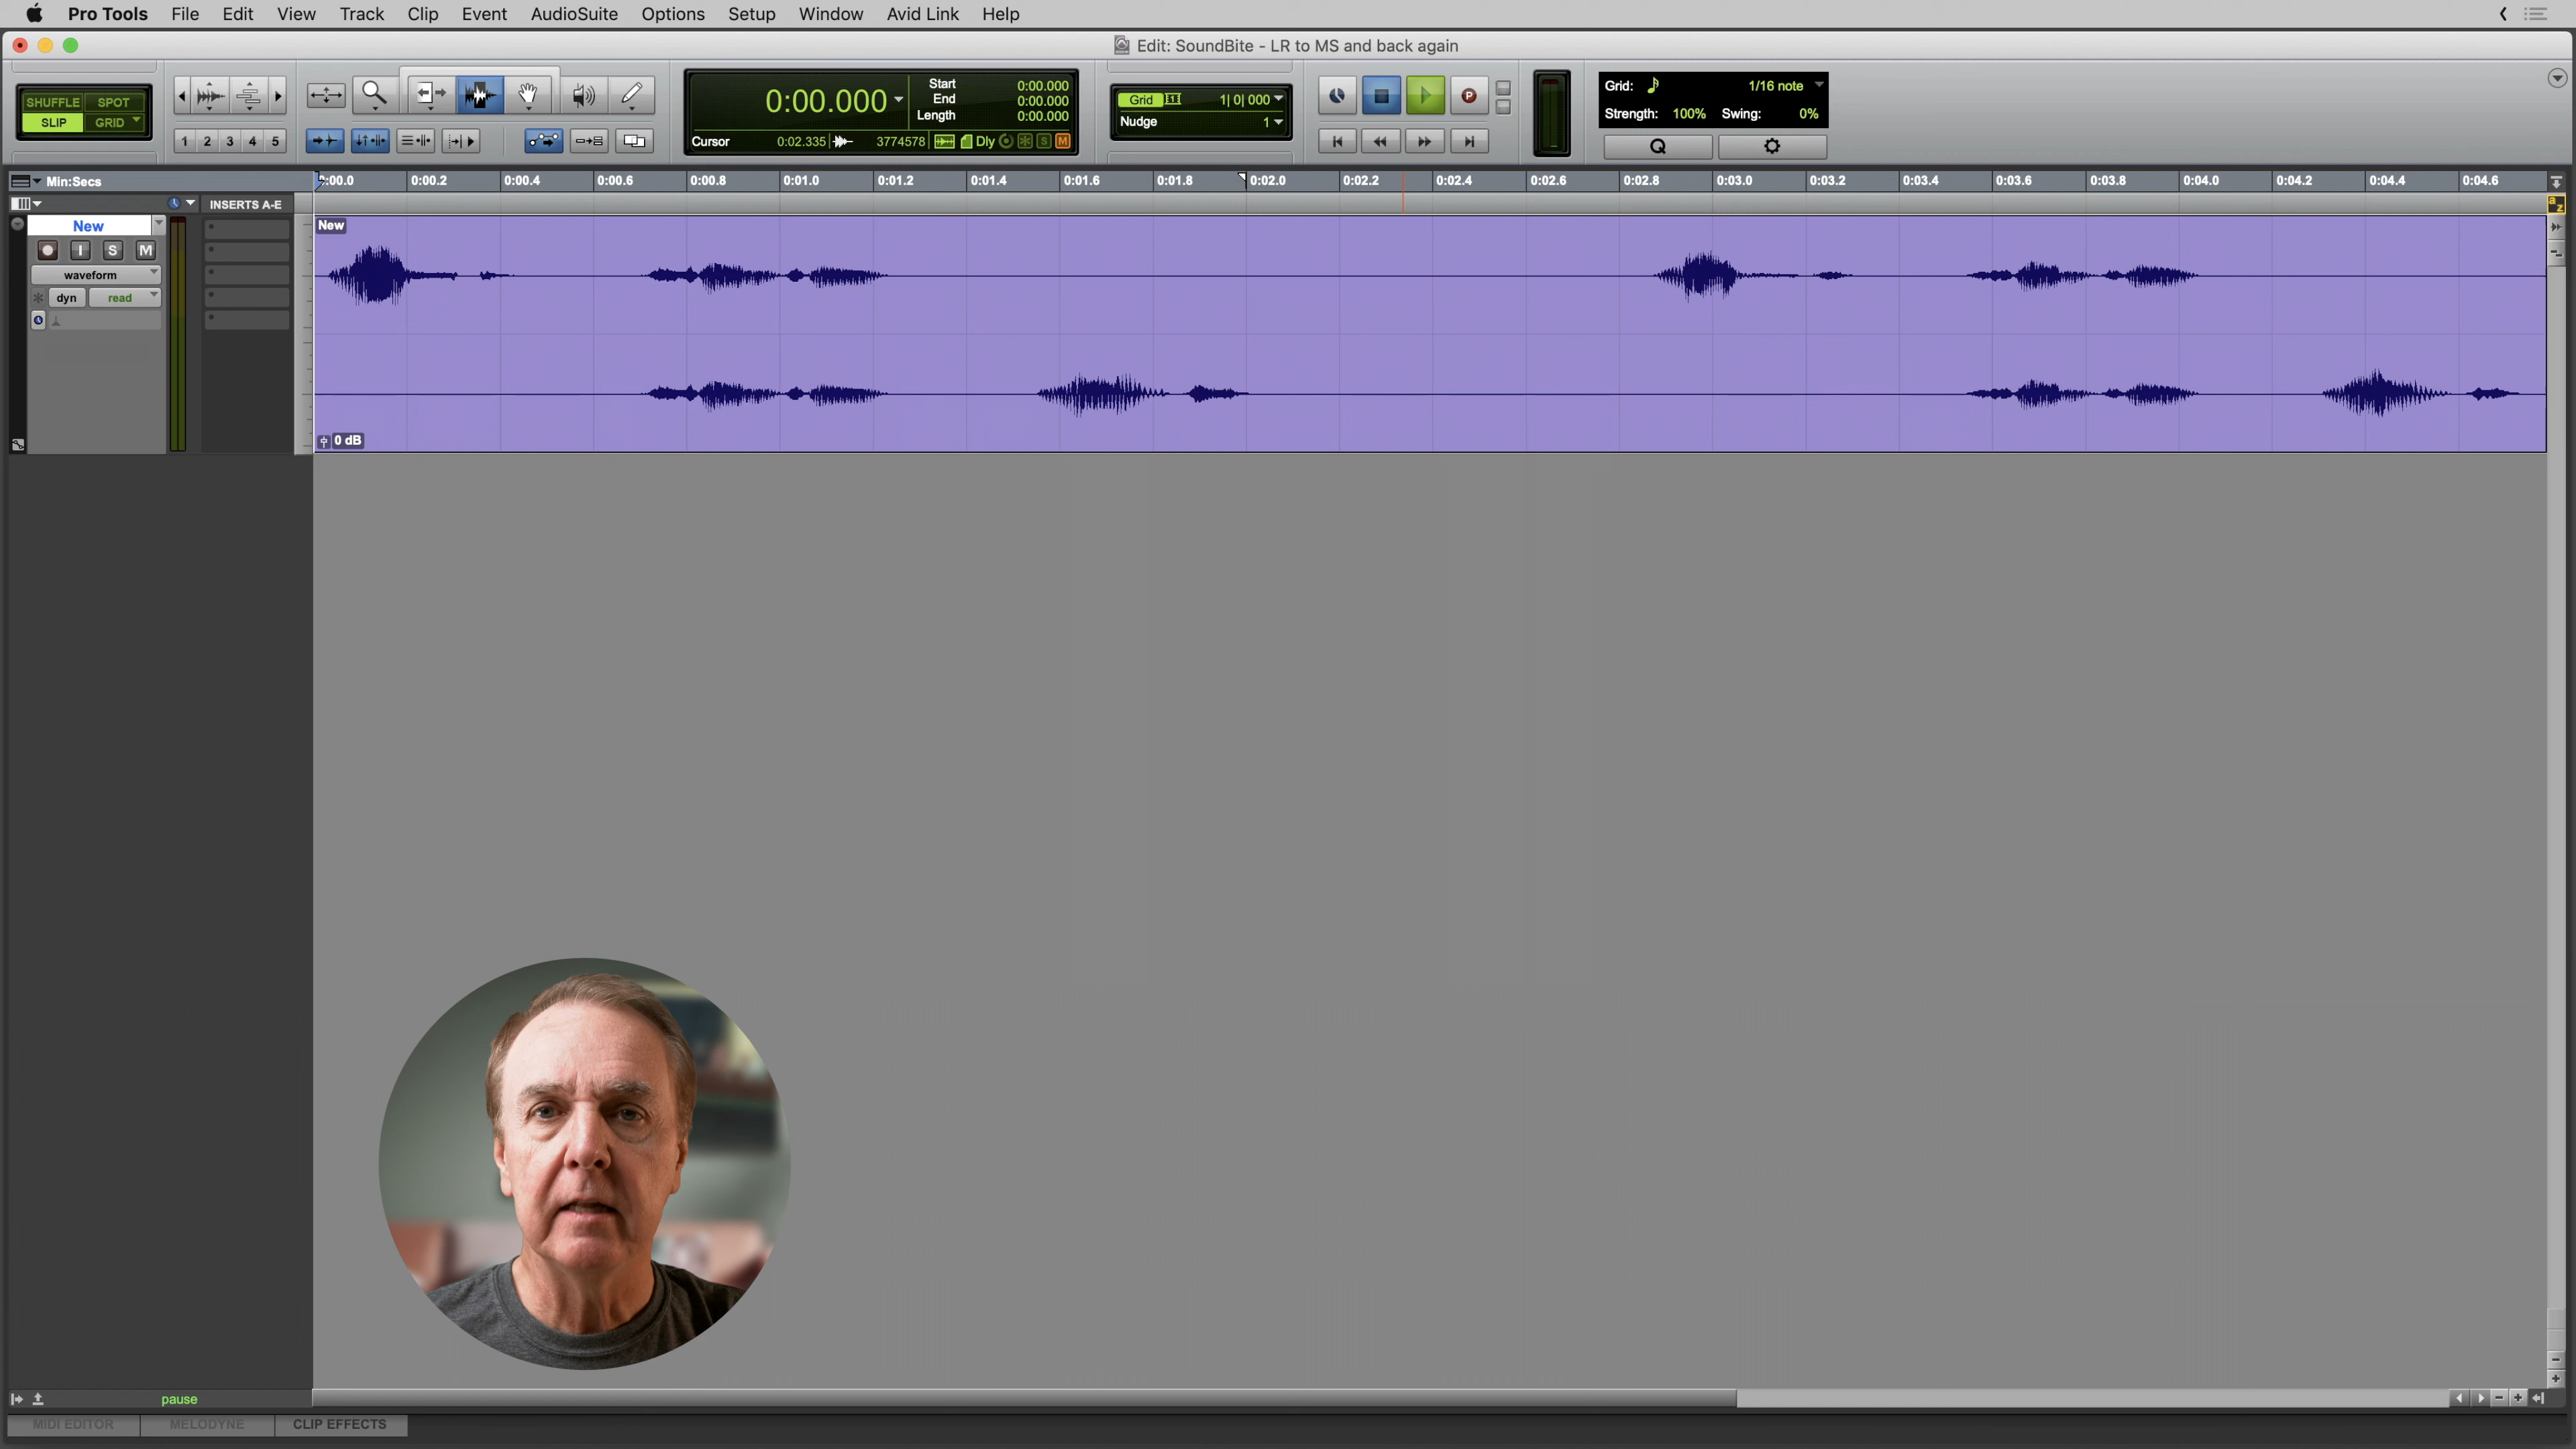 Pro Tools File Edit View Track Clip Event AudioSuite Options Setup Window Avid Link Help
Edit: SoundBite - LR to MS and back again
SHUFFLE SPOT
SLIP GRID
1 2 3 4 5
0:00.000
Start 0:00.000
End 0:00.000
Length 0:00.000
Cursor 0:02.335 3774578 Dly S M
Grid 1| 0| 000
Nudge 1
P
Grid: 1/16 note
Strength: 100% Swing: 0%
Q
Min:Secs
:00.0 0:00.2 0:00.4 0:00.6 0:00.8 0:01.0 0:01.2 0:01.4 0:01.6 0:01.8 0:02.0 0:02.2 0:02.4 0:02.6 0:02.8 0:03.0 0:03.2 0:03.4 0:03.6 0:03.8 0:04.0 0:04.2 0:04.4 0:04.6
INSERTS A-E
a z
New
New
I S M
waveform
dyn read
0 dB
pause
MIDI EDITOR MELODYNE CLIP EFFECTS